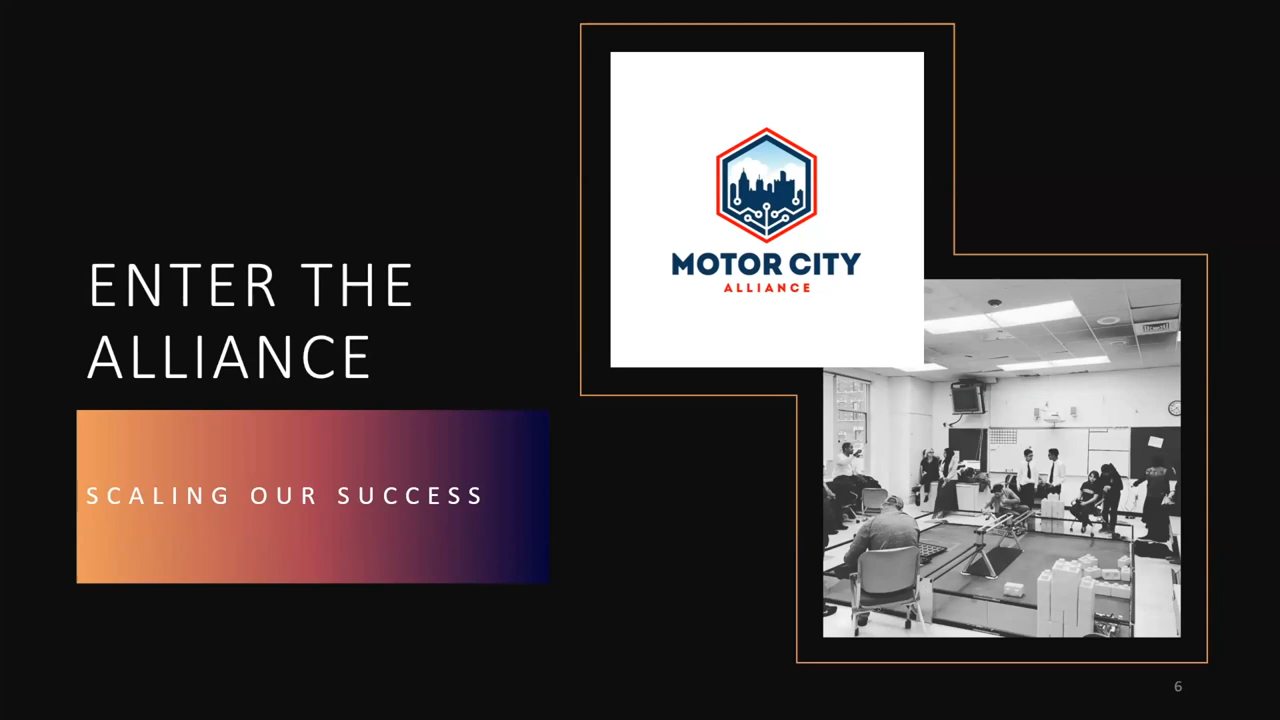 ENTER THE
ALLIANCE
SCALING OUR SUCCESS
MOTOR CITY
ALLIANCE
6